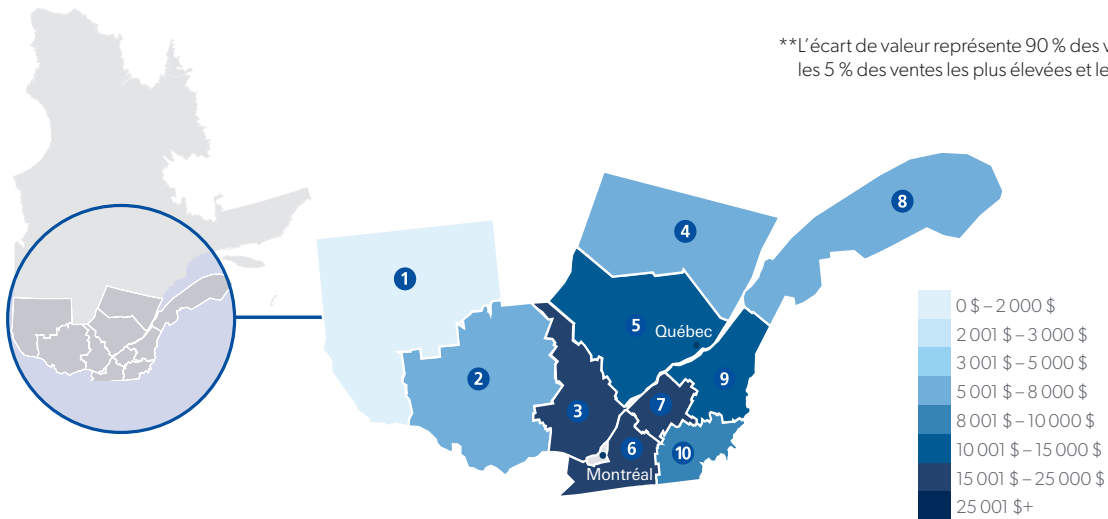 **L'écart de valeur représente 90 % des
les 5 % des ventes les plus élevées et
8
4
1
5
Québec
2
9
3
7
6
10
Montréal
0 $ – 2 000 $
2 001 $ – 3 000 $
3 001 $ – 5 000 $
5 001 $ – 8 000 $
8 001 $ – 10 000 $
10 001 $ – 15 000 $
15 001 $ – 25 000 $
25 001 $+